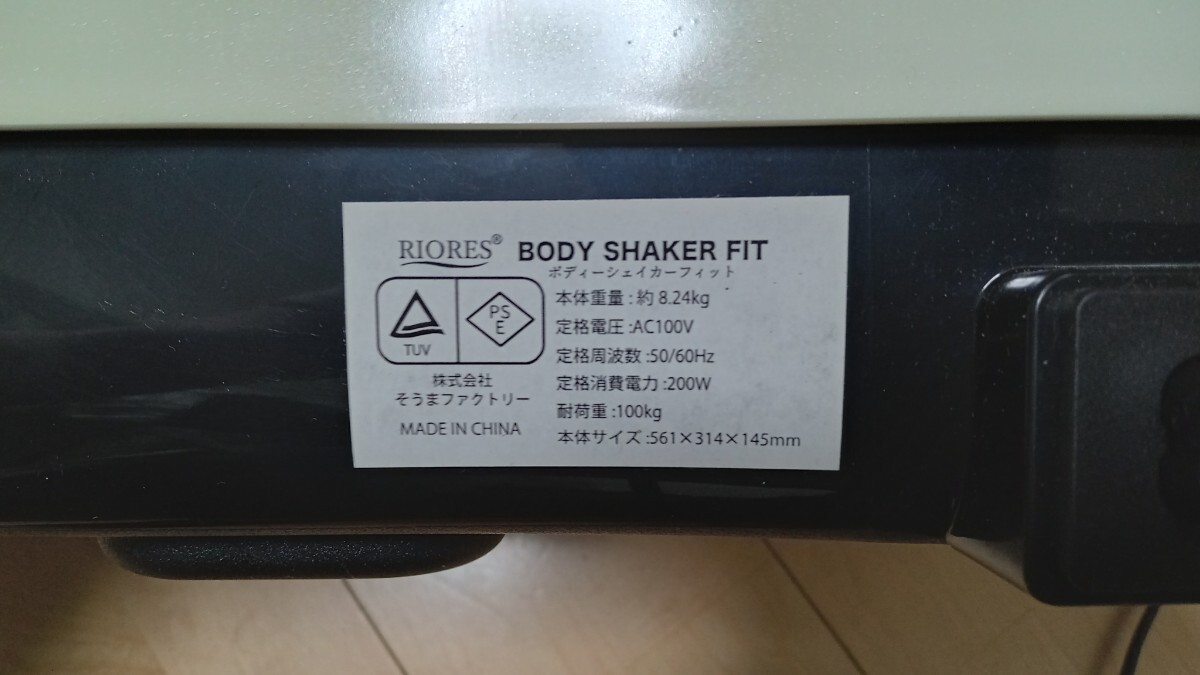 RIORES® BODY SHAKER FIT
ボディーシェイカーフィット
本体重量:約8.24kg
定格電圧:AC100V
定格周波数:50/60Hz
定格消費電力:200W
耐荷重:100kg
本体サイズ:561×314×145mm
TUV
PS
E
株式会社
そうまファクトリー
MADE IN CHINA